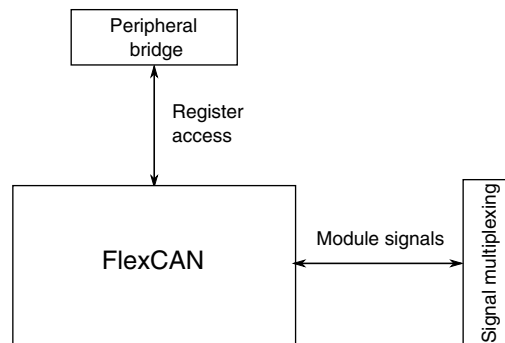 Peripheral
bridge
Register
access
FlexCAN
Module signals
Signal multiplexing